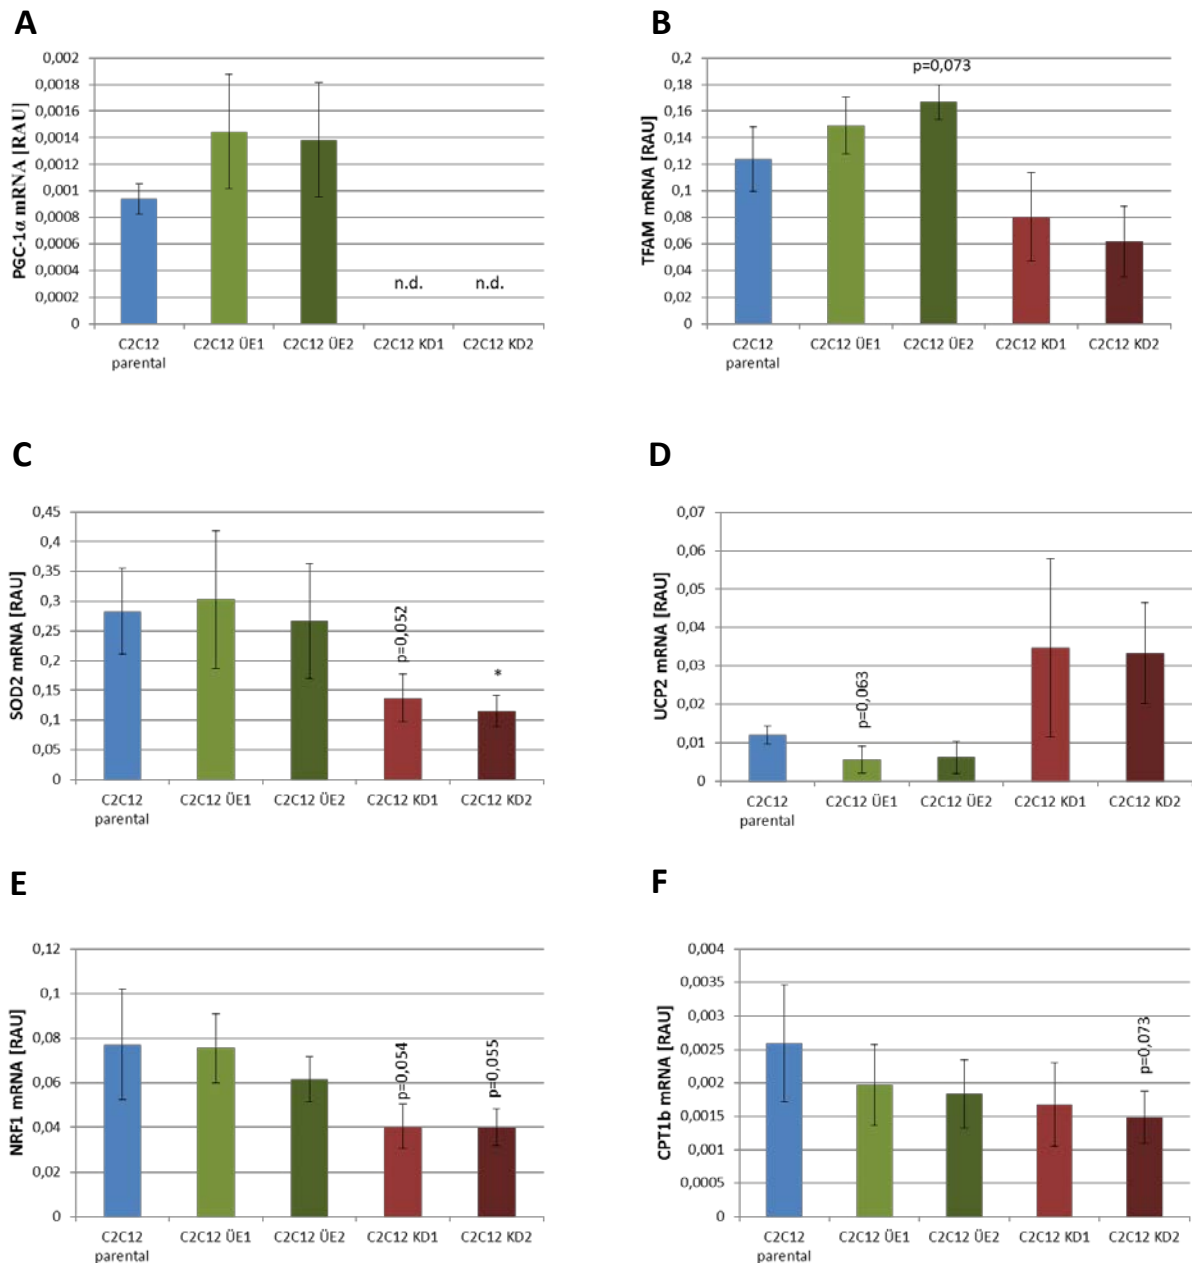 A
PGC-1α mRNA [RAU]
0,002
0,0018
0,0016
0,0014
0,0012
0,001
0,0008
0,0006
0,0004
0,0002
0
n.d.
n.d.
C2C12 parental
C2C12 ÜE1
C2C12 ÜE2
C2C12 KD1
C2C12 KD2
B
TFAM mRNA [RAU]
0,2
0,18
0,16
0,14
0,12
0,1
0,08
0,06
0,04
0,02
0
p=0,073
C2C12 parental
C2C12 ÜE1
C2C12 ÜE2
C2C12 KD1
C2C12 KD2
C
SOD2 mRNA [RAU]
0,45
0,4
0,35
0,3
0,25
0,2
0,15
0,1
0,05
0
p=0,052
*
C2C12 parental
C2C12 ÜE1
C2C12 ÜE2
C2C12 KD1
C2C12 KD2
D
UCP2 mRNA [RAU]
0,07
0,06
0,05
0,04
0,03
0,02
0,01
0
p=0,063
C2C12 parental
C2C12 ÜE1
C2C12 ÜE2
C2C12 KD1
C2C12 KD2
E
NRF1 mRNA [RAU]
0,12
0,1
0,08
0,06
0,04
0,02
0
p=0,054
p=0,055
C2C12 parental
C2C12 ÜE1
C2C12 ÜE2
C2C12 KD1
C2C12 KD2
F
CPT1b mRNA [RAU]
0,004
0,0035
0,003
0,0025
0,002
0,0015
0,001
0,0005
0
p=0,073
C2C12 parental
C2C12 ÜE1
C2C12 ÜE2
C2C12 KD1
C2C12 KD2